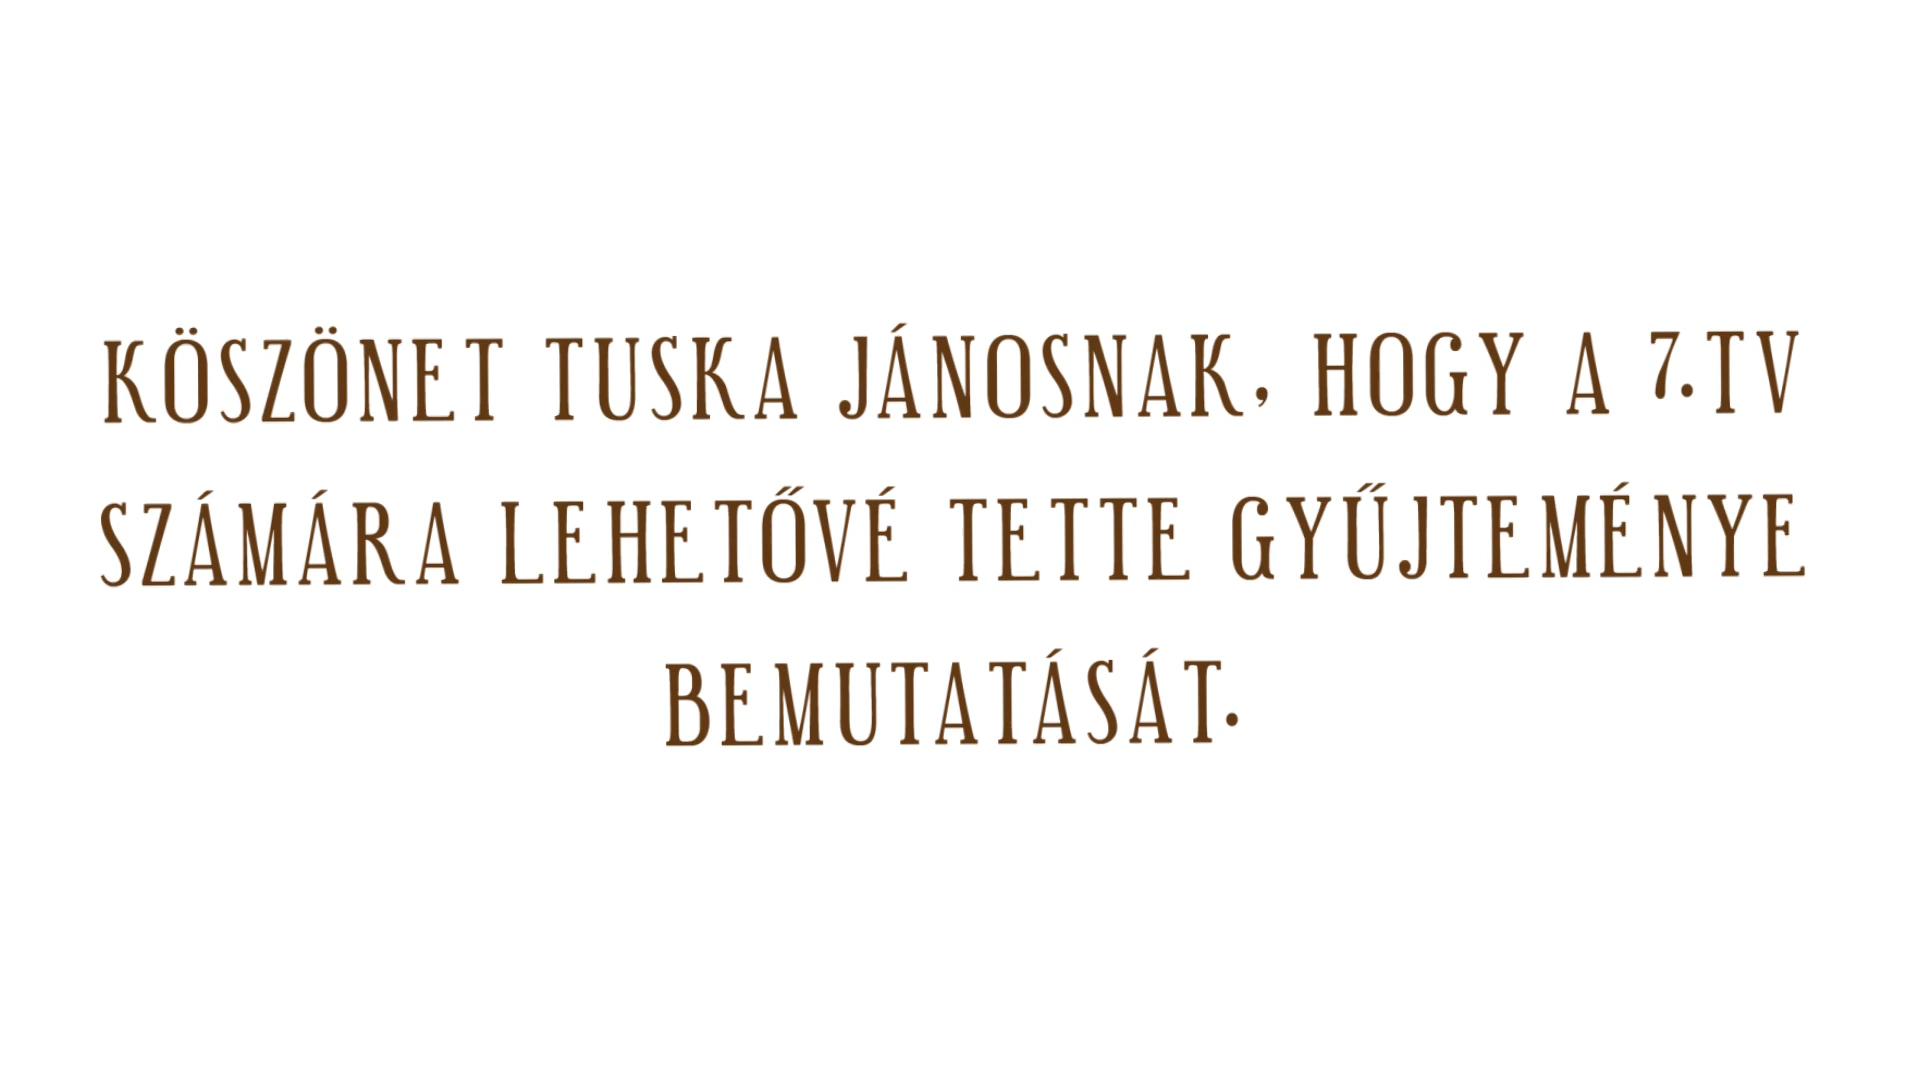 KÖSZÖNET TUSKA JÁNOSNAK, HOGY A 7.TV
SZÁMÁRA LEHETŐVÉ TETTE GYŰJTEMÉNYE
BEMUTATÁSÁT.